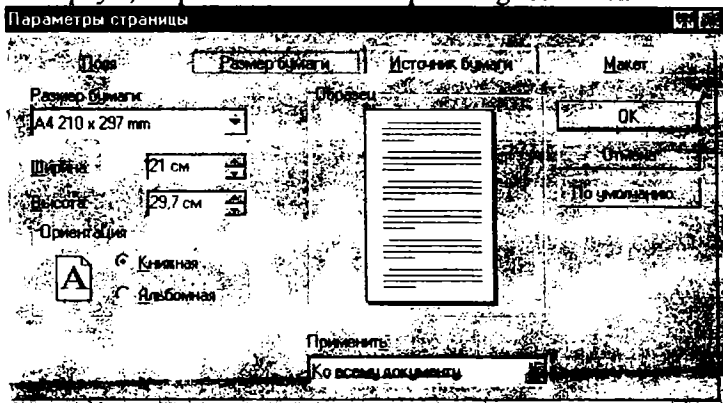 Параметры страницы
Поля Размер бумаги Источник бумаги Макет
Размер бумаги:
A4 210 x 297 mm
Ширина: 21 см
Высота: 29,7 см
Ориентация
A
Книжная
Альбомная
Образец
OK
Отмена
По умолчанию...
Применить:
Ко всему документу